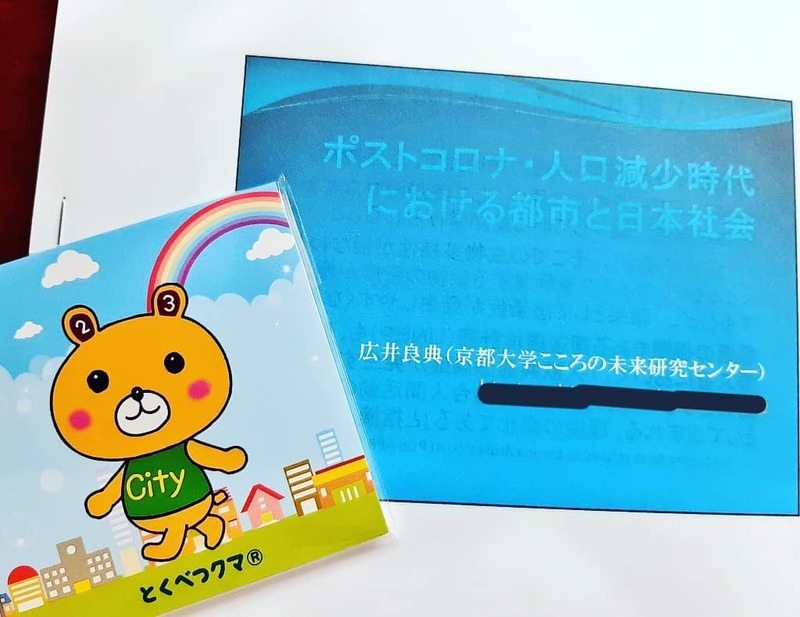 ポストコロナ・人口減少時代
における都市と日本社会
広井良典(京都大学こころの未来研究センター)
2 3
City
とくべつクマ®